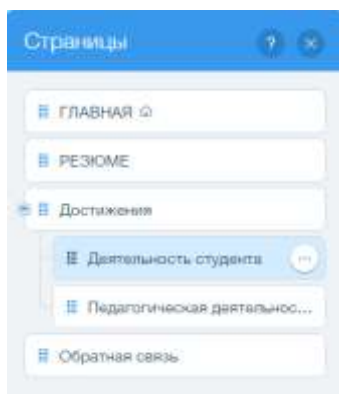 Страницы ?
ГЛАВНАЯ
РЕЗЮМЕ
Достижения
Деятельность студента
Педагогическая деятельнос...
Обратная связь